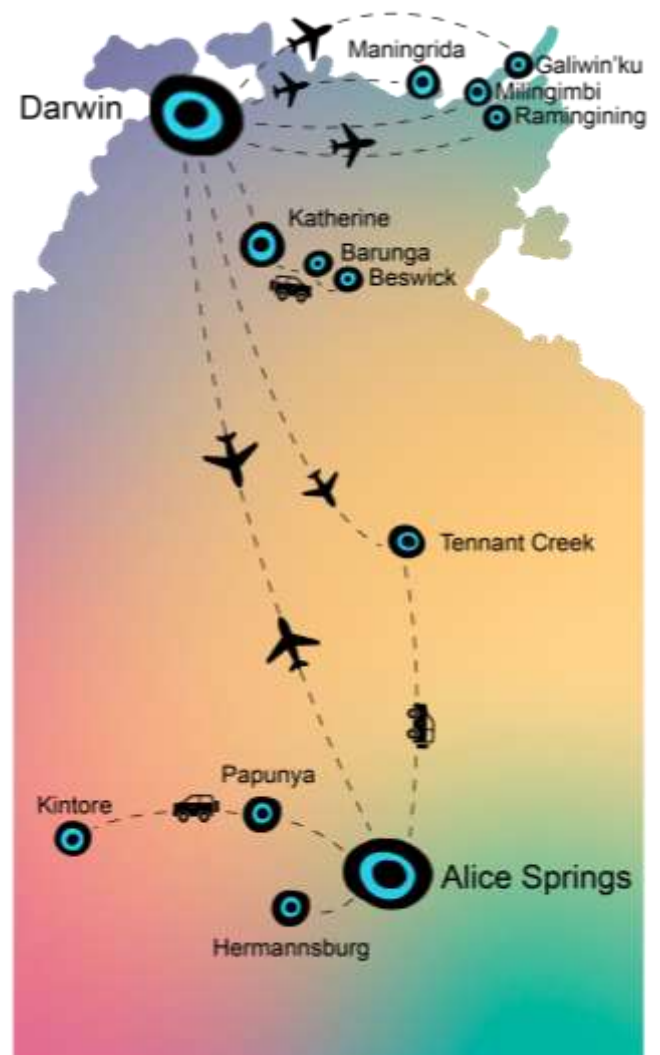 Maningrida
Galiwin'ku
Darwin
Milingimbi
Ramingining
Katherine
Barunga
Beswick
Tennant Creek
Papunya
Kintore
Alice Springs
Hermannsburg